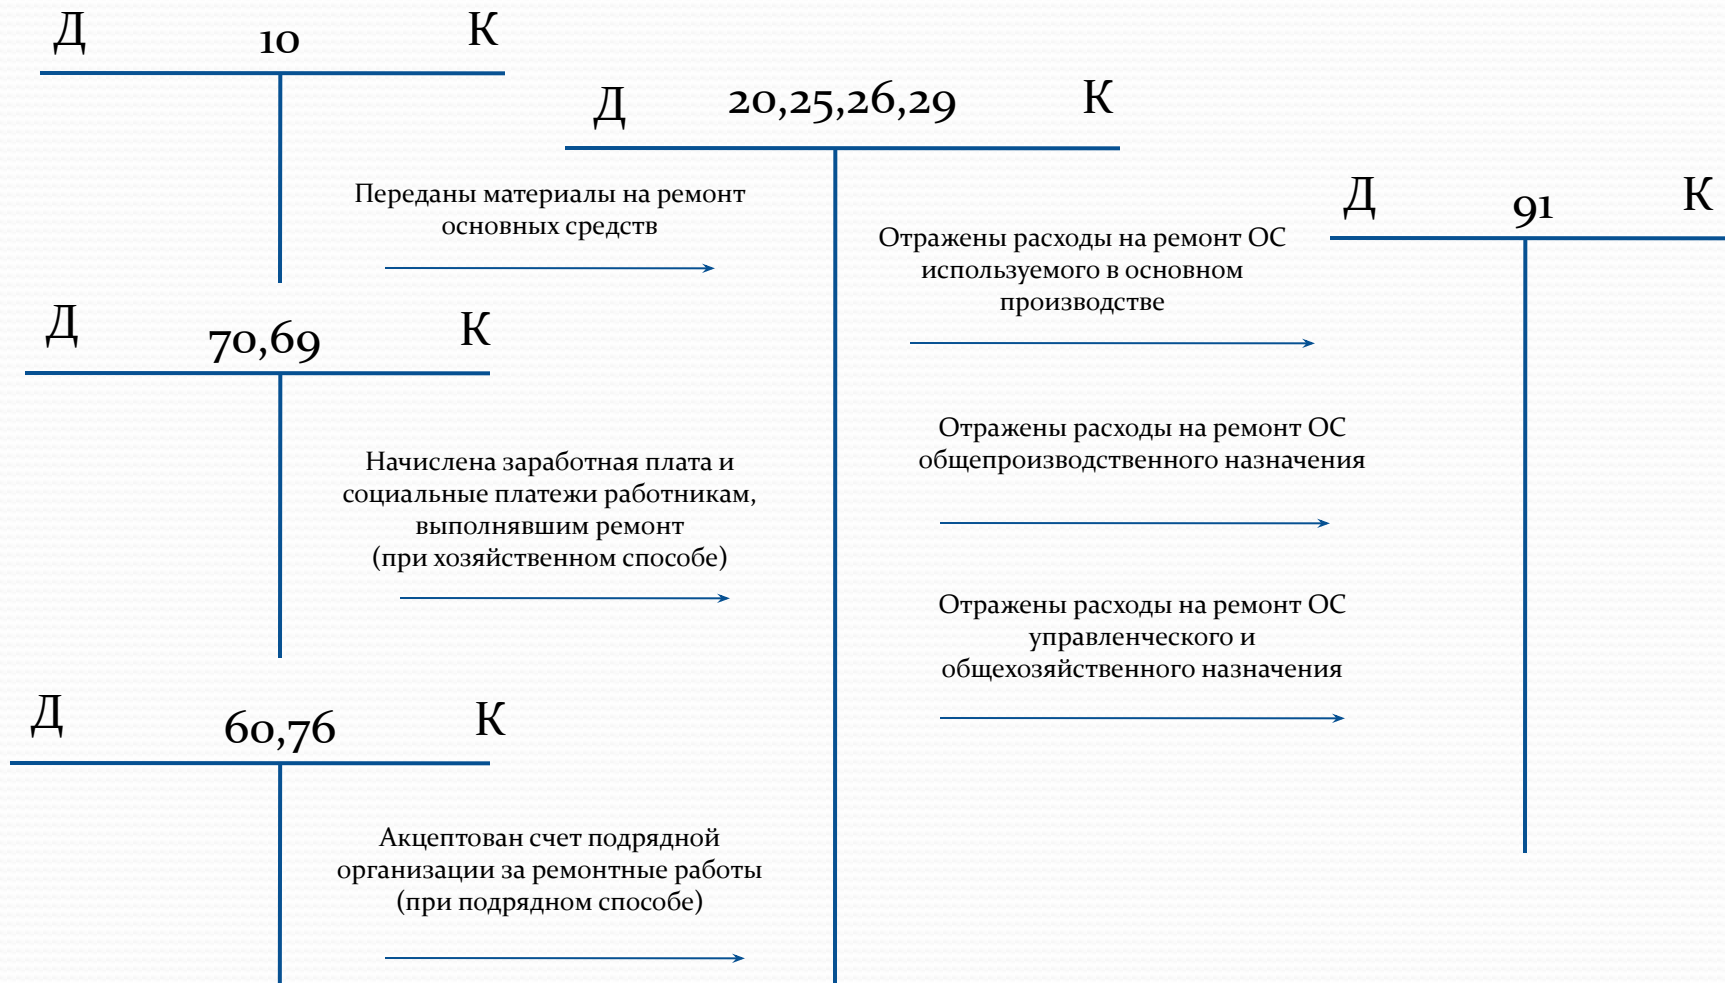 Д 10 К
Д 20,25,26,29 К
Д 91 К
Переданы материалы на ремонт
основных средств
Отражены расходы на ремонт ОС
используемого в основном
производстве
Д 70,69 К
Начислена заработная плата и
социальные платежи работникам,
выполнявшим ремонт
(при хозяйственном способе)
Отражены расходы на ремонт ОС
общепроизводственного назначения
Отражены расходы на ремонт ОС
управленческого и
общехозяйственного назначения
Д 60,76 К
Акцептован счет подрядной
организации за ремонтные работы
(при подрядном способе)